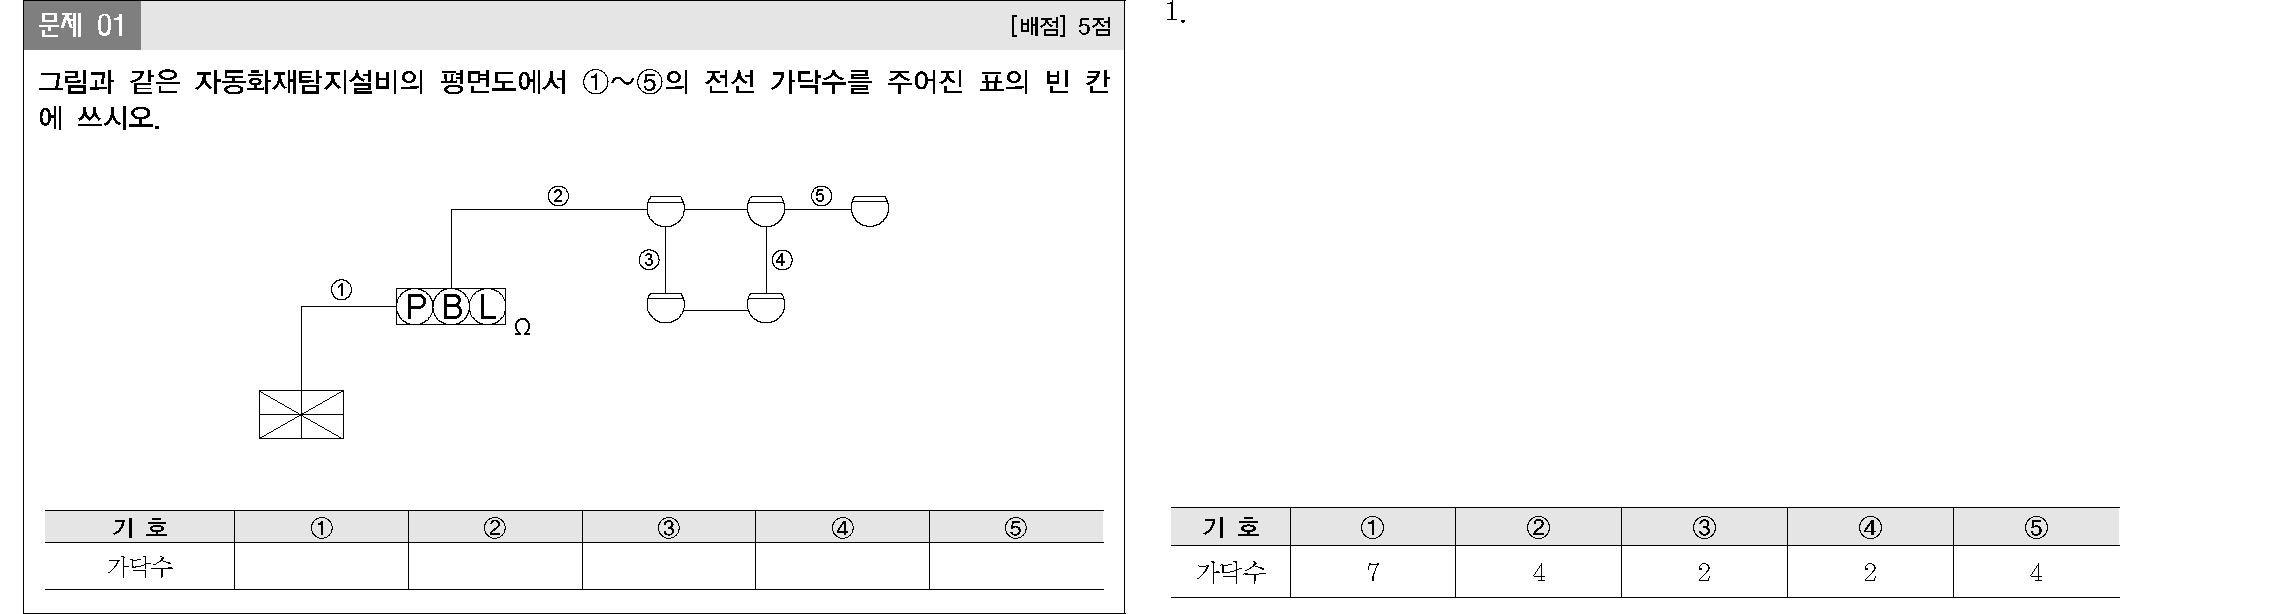 문제 01
[배점] 5점
그림과 같은 자동화재탐지설비의 평면도에서 ①~⑤의 전선 가닥수를 주어진 표의 빈 칸
에 쓰시오.
② ⑤
③ ④
①
P B L
Ω
기 호 ① ② ③ ④ ⑤
가닥수
1.
기 호 ① ② ③ ④ ⑤
가닥수 7 4 2 2 4